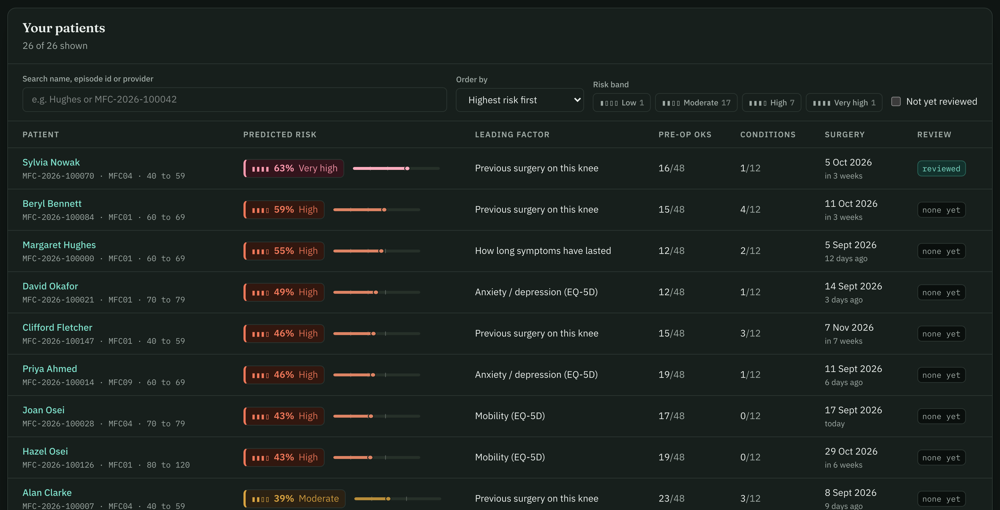 Your patients
26 of 26 shown
Search name, episode id or provider
Order by
Risk band
e.g. Hughes or MFC-2026-100042
Highest risk first
Low 1
Moderate 17
High 7
Very high 1
Not yet reviewed
PATIENT PREDICTED RISK LEADING FACTOR PRE-OP OKS CONDITIONS SURGERY REVIEW
Sylvia Nowak
MFC-2026-100070 · MFC04 · 40 to 59
63% Very high
Previous surgery on this knee
16/48
1/12
5 Oct 2026
in 3 weeks
reviewed
Beryl Bennett
MFC-2026-100084 · MFC01 · 60 to 69
59% High
Previous surgery on this knee
15/48
4/12
11 Oct 2026
in 3 weeks
none yet
Margaret Hughes
MFC-2026-100000 · MFC01 · 60 to 69
55% High
How long symptoms have lasted
12/48
2/12
5 Sept 2026
12 days ago
none yet
David Okafor
MFC-2026-100021 · MFC01 · 70 to 79
49% High
Anxiety / depression (EQ-5D)
12/48
1/12
14 Sept 2026
3 days ago
none yet
Clifford Fletcher
MFC-2026-100147 · MFC01 · 40 to 59
46% High
Previous surgery on this knee
15/48
3/12
7 Nov 2026
in 7 weeks
none yet
Priya Ahmed
MFC-2026-100014 · MFC09 · 60 to 69
46% High
Anxiety / depression (EQ-5D)
19/48
1/12
11 Sept 2026
6 days ago
none yet
Joan Osei
MFC-2026-100028 · MFC04 · 70 to 79
43% High
Mobility (EQ-5D)
17/48
0/12
17 Sept 2026
today
none yet
Hazel Osei
MFC-2026-100126 · MFC01 · 80 to 120
43% High
Mobility (EQ-5D)
19/48
0/12
29 Oct 2026
in 6 weeks
none yet
Alan Clarke
MFC-2026-100007 · MFC04 · 40 to 59
39% Moderate
Previous surgery on this knee
23/48
3/12
8 Sept 2026
9 days ago
none yet